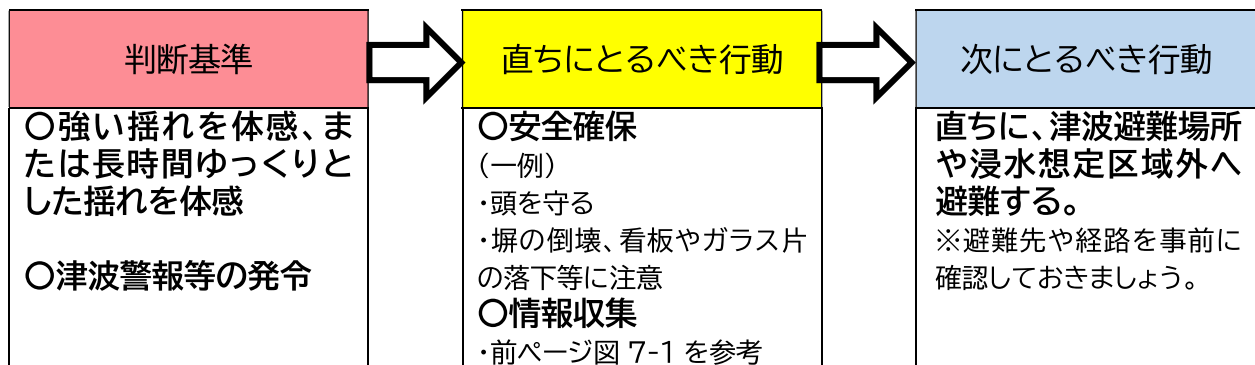 判断基準
〇強い揺れを体感、ま
たは長時間ゆっくりと
した揺れを体感
〇津波警報等の発令
直ちにとるべき行動
〇安全確保
(一例)
・頭を守る
・塀の倒壊、看板やガラス片
の落下等に注意
〇情報収集
・前ページ図 7-1 を参考
次にとるべき行動
直ちに、津波避難場所
や浸水想定区域外へ
避難する。
※避難先や経路を事前に
確認しておきましょう。